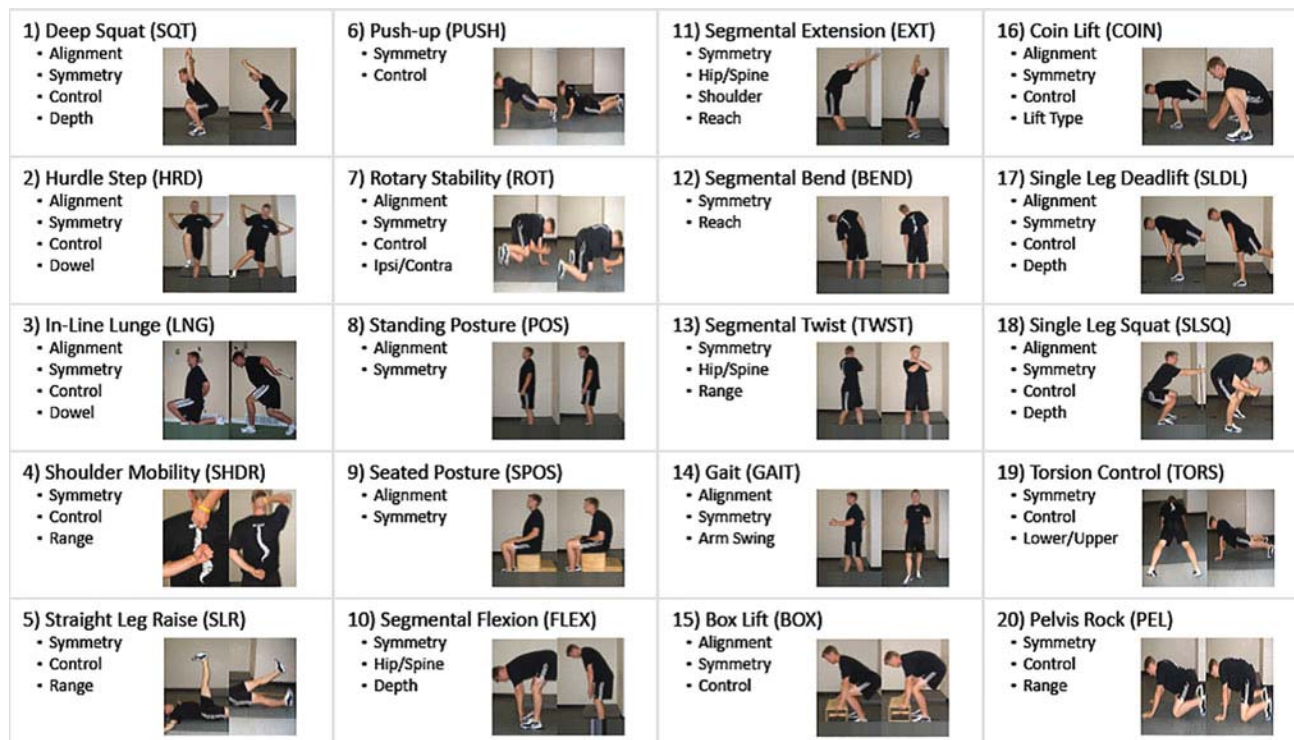 1) Deep Squat (SQT)
• Alignment
• Symmetry
• Control
• Depth
2) Hurdle Step (HRD)
• Alignment
• Symmetry
• Control
• Dowel
3) In-Line Lunge (LNG)
• Alignment
• Symmetry
• Control
• Dowel
4) Shoulder Mobility (SHDR)
• Symmetry
• Control
• Range
5) Straight Leg Raise (SLR)
• Symmetry
• Control
• Range
6) Push-up (PUSH)
• Symmetry
• Control
7) Rotary Stability (ROT)
• Alignment
• Symmetry
• Control
• Ipsi/Contra
8) Standing Posture (POS)
• Alignment
• Symmetry
9) Seated Posture (SPOS)
• Alignment
• Symmetry
10) Segmental Flexion (FLEX)
• Symmetry
• Hip/Spine
• Depth
11) Segmental Extension (EXT)
• Symmetry
• Hip/Spine
• Shoulder
• Reach
12) Segmental Bend (BEND)
• Symmetry
• Reach
13) Segmental Twist (TWST)
• Symmetry
• Hip/Spine
• Range
14) Gait (GAIT)
• Alignment
• Symmetry
• Arm Swing
15) Box Lift (BOX)
• Alignment
• Symmetry
• Control
16) Coin Lift (COIN)
• Alignment
• Symmetry
• Control
• Lift Type
17) Single Leg Deadlift (SLDL)
• Alignment
• Symmetry
• Control
• Depth
18) Single Leg Squat (SLSQ)
• Alignment
• Symmetry
• Control
• Depth
19) Torsion Control (TORS)
• Symmetry
• Control
• Lower/Upper
20) Pelvis Rock (PEL)
• Symmetry
• Control
• Range